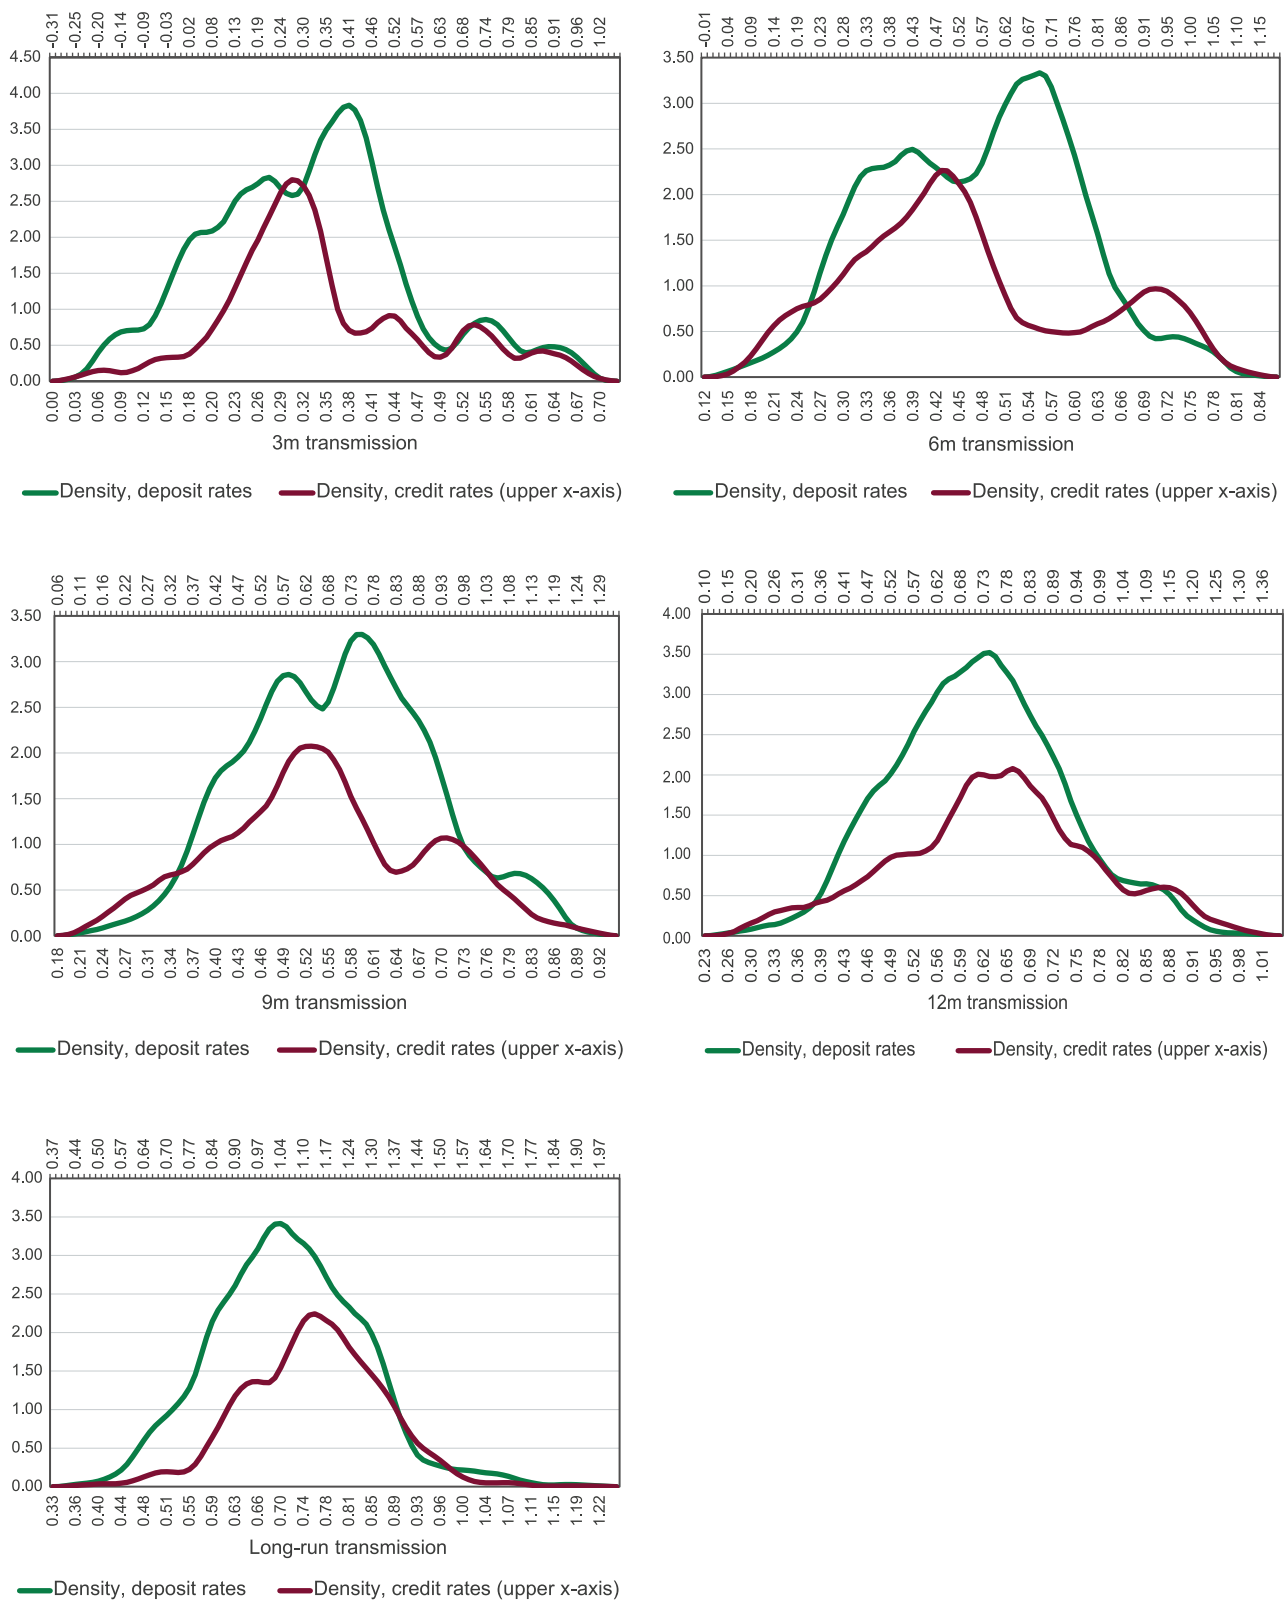 -0.31 -0.25 -0.20 -0.14 -0.09 -0.03 0.02 0.08 0.13 0.19 0.24 0.30 0.35 0.41 0.46 0.52 0.57 0.63 0.68 0.74 0.79 0.85 0.91 0.96 1.02
4.50
4.00
3.50
3.00
2.50
2.00
1.50
1.00
0.50
0.00
0.00 0.03 0.06 0.09 0.12 0.15 0.18 0.20 0.23 0.26 0.29 0.32 0.35 0.38 0.41 0.44 0.47 0.49 0.52 0.55 0.58 0.61 0.64 0.67 0.70
3m transmission
Density, deposit rates Density, credit rates (upper x-axis)
-0.01 0.04 0.09 0.14 0.19 0.23 0.28 0.33 0.38 0.43 0.47 0.52 0.57 0.62 0.67 0.71 0.76 0.81 0.86 0.91 0.95 1.00 1.05 1.10 1.15
3.50
3.00
2.50
2.00
1.50
1.00
0.50
0.00
0.12 0.15 0.18 0.21 0.24 0.27 0.30 0.33 0.36 0.39 0.42 0.45 0.48 0.51 0.54 0.57 0.60 0.63 0.66 0.69 0.72 0.75 0.78 0.81 0.84
6m transmission
Density, deposit rates Density, credit rates (upper x-axis)
0.06 0.11 0.16 0.22 0.27 0.32 0.37 0.42 0.47 0.52 0.57 0.62 0.68 0.73 0.78 0.83 0.88 0.93 0.98 1.03 1.08 1.13 1.19 1.24 1.29
3.50
3.00
2.50
2.00
1.50
1.00
0.50
0.00
0.18 0.21 0.24 0.27 0.31 0.34 0.37 0.40 0.43 0.46 0.49 0.52 0.55 0.58 0.61 0.64 0.67 0.70 0.73 0.76 0.79 0.83 0.86 0.89 0.92
9m transmission
Density, deposit rates Density, credit rates (upper x-axis)
0.10 0.15 0.20 0.26 0.31 0.36 0.41 0.47 0.52 0.57 0.62 0.68 0.73 0.78 0.83 0.89 0.94 0.99 1.04 1.09 1.15 1.20 1.25 1.30 1.36
4.00
3.50
3.00
2.50
2.00
1.50
1.00
0.50
0.00
0.23 0.26 0.30 0.33 0.36 0.39 0.43 0.46 0.49 0.52 0.56 0.59 0.62 0.65 0.69 0.72 0.75 0.78 0.82 0.85 0.88 0.91 0.95 0.98 1.01
12m transmission
Density, deposit rates Density, credit rates (upper x-axis)
0.37 0.44 0.50 0.57 0.64 0.70 0.77 0.84 0.90 0.97 1.04 1.10 1.17 1.24 1.30 1.37 1.44 1.50 1.57 1.64 1.70 1.77 1.84 1.90 1.97
4.00
3.50
3.00
2.50
2.00
1.50
1.00
0.50
0.00
0.33 0.36 0.40 0.44 0.48 0.51 0.55 0.59 0.63 0.66 0.70 0.74 0.78 0.81 0.85 0.89 0.93 0.96 1.00 1.04 1.07 1.11 1.15 1.19 1.22
Long-run transmission
Density, deposit rates Density, credit rates (upper x-axis)